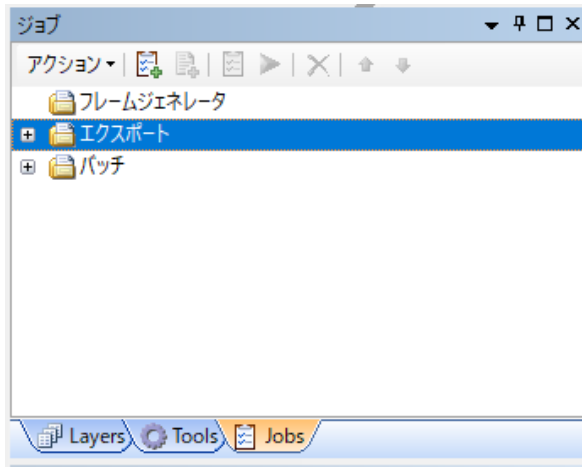 ジョブ
アクション
フレームジェネレータ
エクスポート
バッチ
Layers Tools Jobs